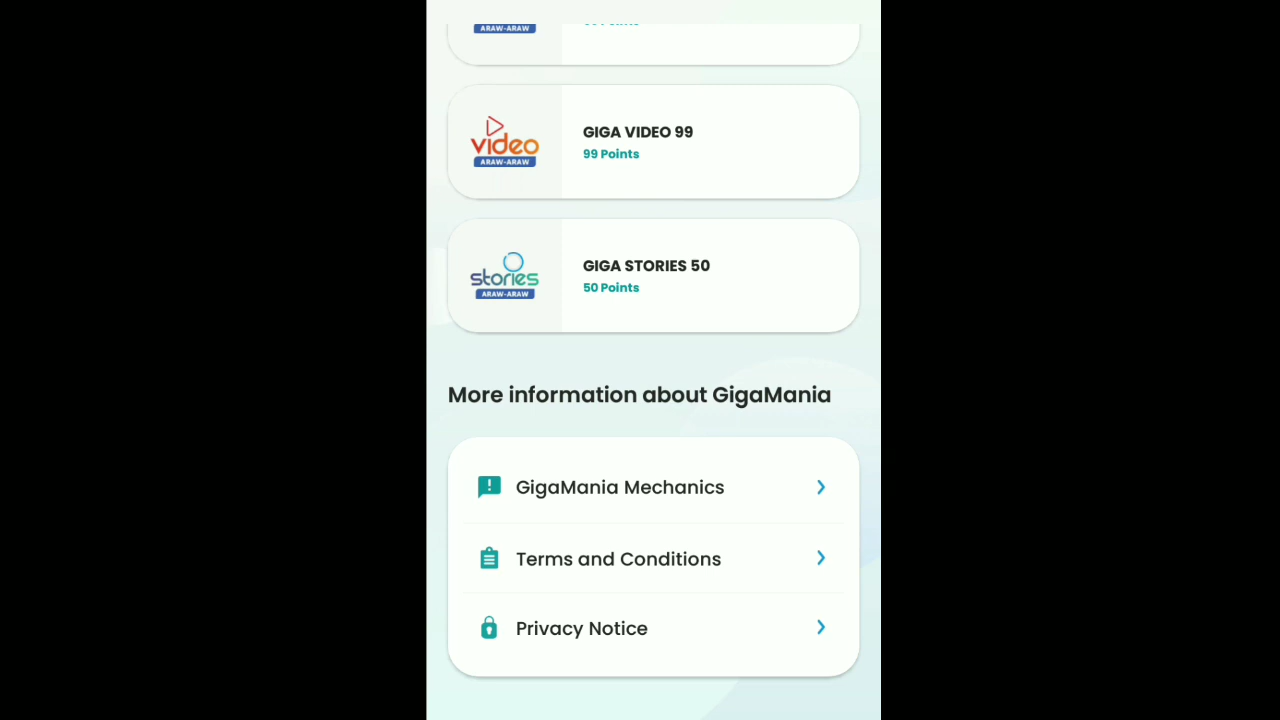 ARAW-ARAW
video
ARAW-ARAW
GIGA VIDEO 99
99 Points
stories
ARAW-ARAW
GIGA STORIES 50
50 Points
More information about GigaMania
GigaMania Mechanics
Terms and Conditions
Privacy Notice